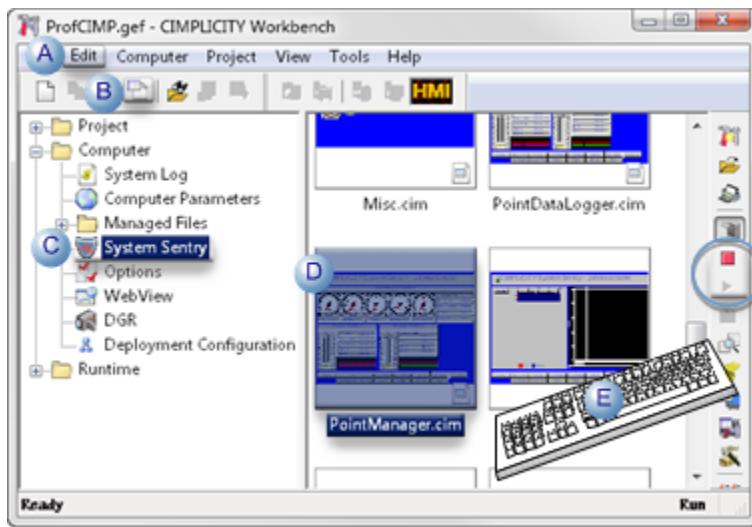 ProfCIMP.gef - CIMPLICITY Workbench
A Edit Computer Project View Tools Help
B HMI
Project
Computer
System Log
Computer Parameters
Managed Files
C System Sentry
Options
WebView
DGR
Deployment Configuration
Runtime
Misc.cim PointDataLogger.cim
D
PointManager.cim
E
Ready Run